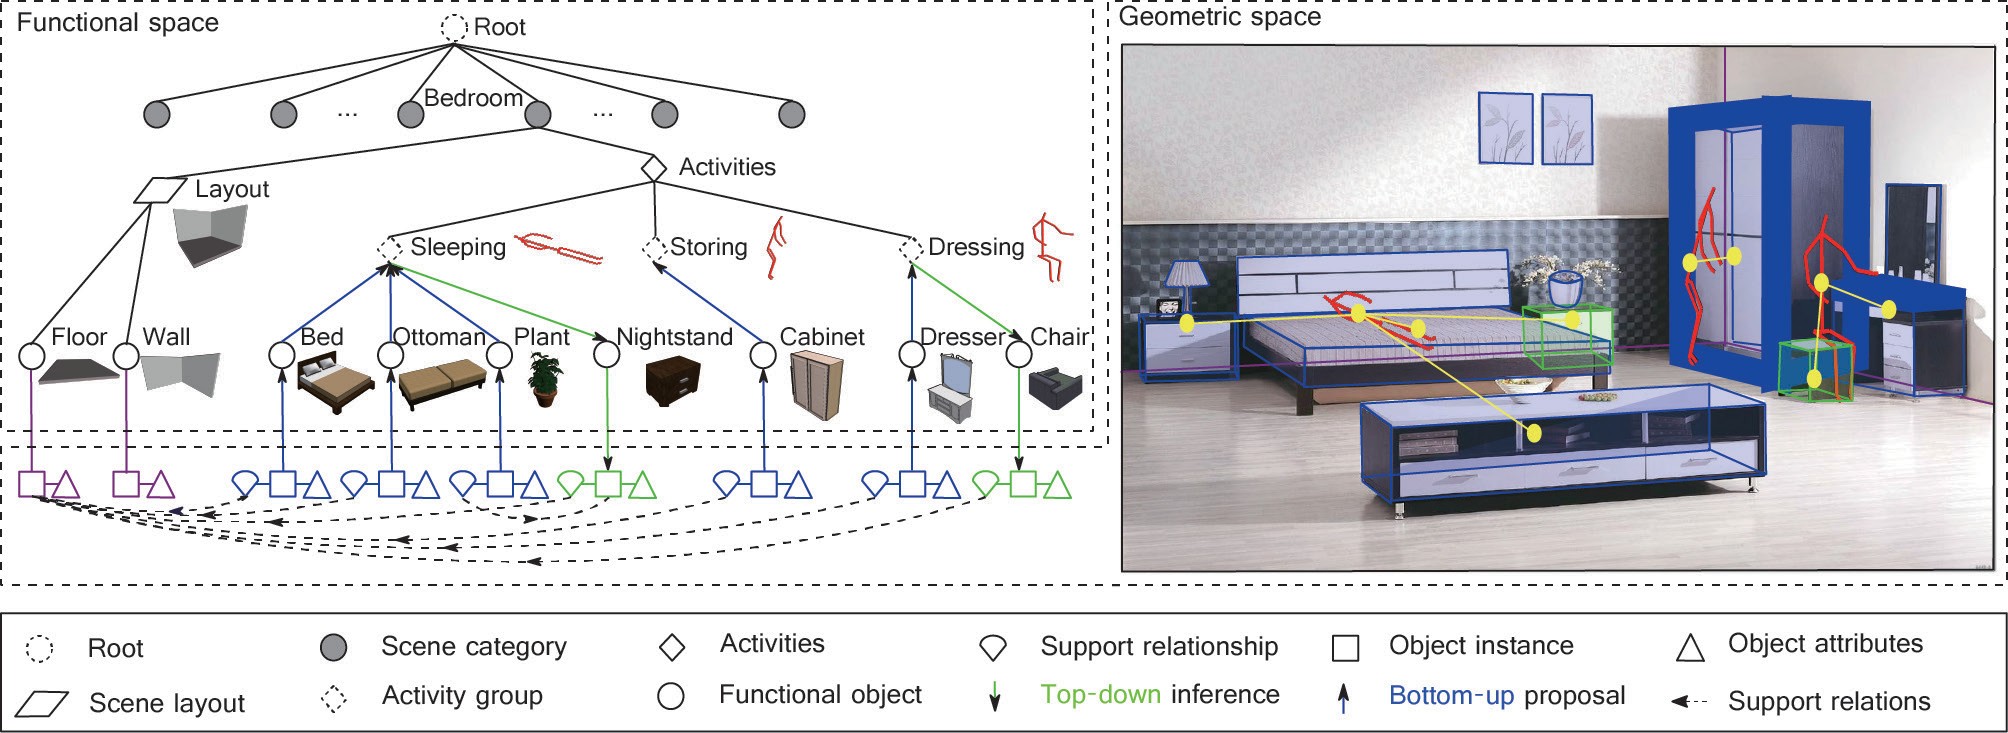 Functional space
Geometric space
Root
...
Bedroom
...
Activities
Layout
Sleeping
Storing
Dressing
Floor
Wall
Bed
Ottoman
Plant
Nightstand
Cabinet
Dresser
Chair
Root
Scene category
Activities
Support relationship
Object instance
Object attributes
Scene layout
Activity group
Functional object
Top-down inference
Bottom-up proposal
Support relations